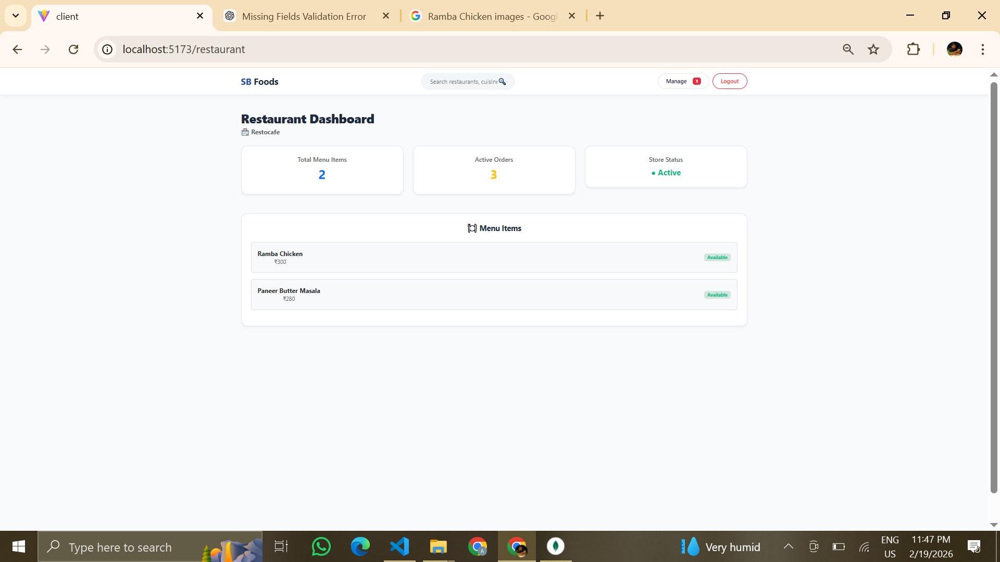 client
Missing Fields Validation Error
Ramba Chicken images - Googl
localhost:5173/restaurant
SB Foods
Search restaurants, cuisine
Manage 1
Logout
Restaurant Dashboard
Restocafe
Total Menu Items
2
Active Orders
3
Store Status
● Active
Menu Items
Ramba Chicken
₹300
Available
Paneer Butter Masala
₹280
Available
Type here to search
A
Very humid
ENG
US
11:47 PM
2/19/2026